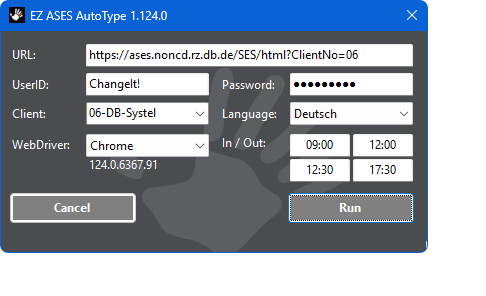 EZ ASES AutoType 1.124.0
URL: https://ases.noncd.rz.db.de/SES/html?ClientNo=06
UserID: ChangeIt! Password: ●●●●●●●●●
Client: 06-DB-Systel Language: Deutsch
WebDriver: Chrome In / Out: 09:00 12:00
124.0.6367.91 12:30 17:30
Cancel Run